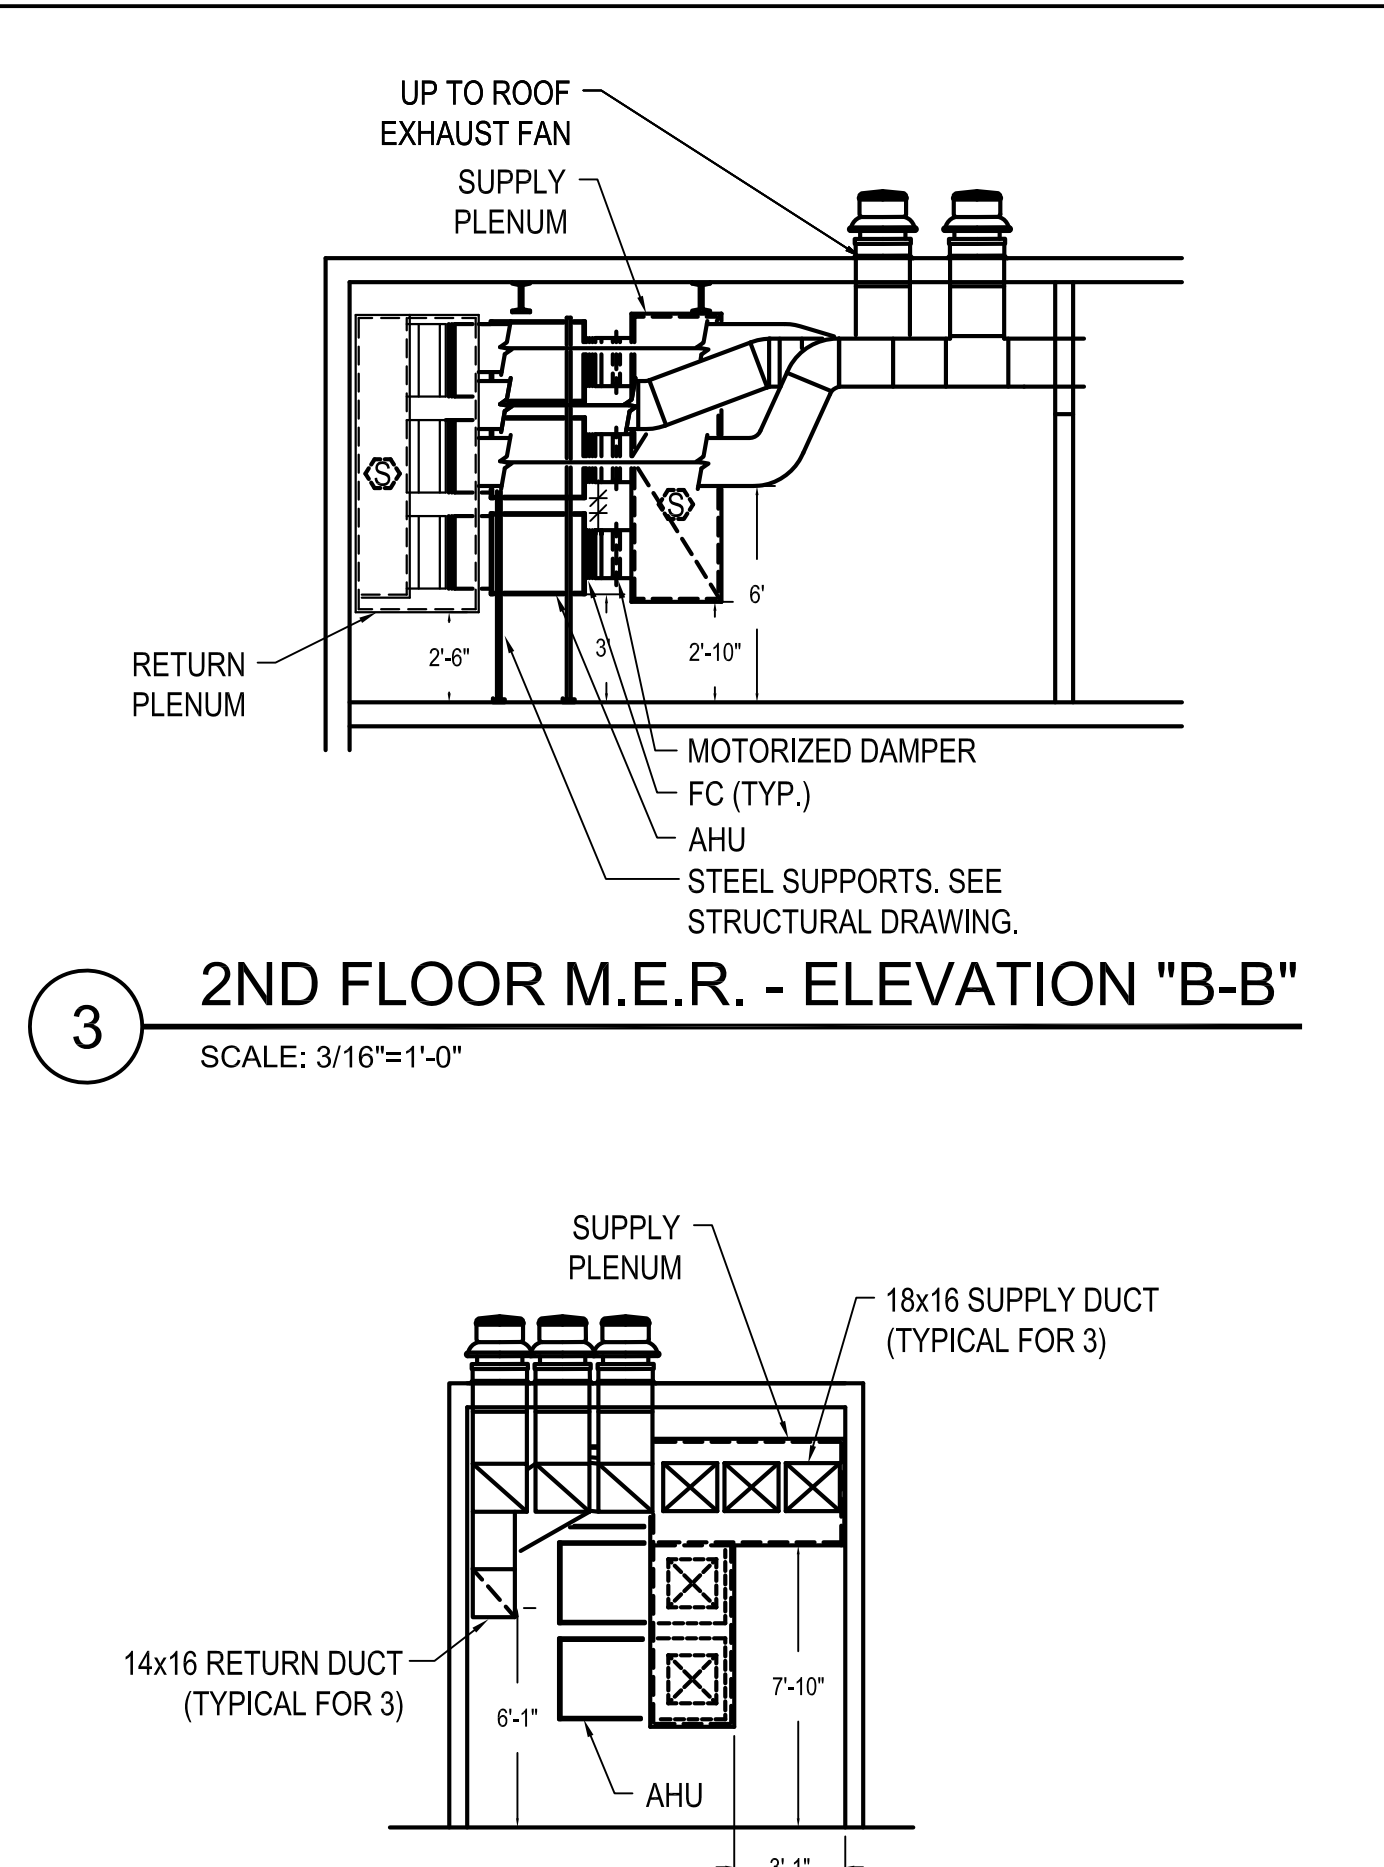 UP TO ROOF
EXHAUST FAN
SUPPLY
PLENUM
S
S
6'
RETURN
PLENUM
2'-6"
3'
2'-10"
MOTORIZED DAMPER
FC (TYP.)
AHU
STEEL SUPPORTS. SEE
STRUCTURAL DRAWING.
3
2ND FLOOR M.E.R. - ELEVATION "B-B"
SCALE: 3/16"=1'-0"
SUPPLY
PLENUM
18x16 SUPPLY DUCT
(TYPICAL FOR 3)
14x16 RETURN DUCT
(TYPICAL FOR 3)
6'-1"
7'-10"
AHU
3'-1"